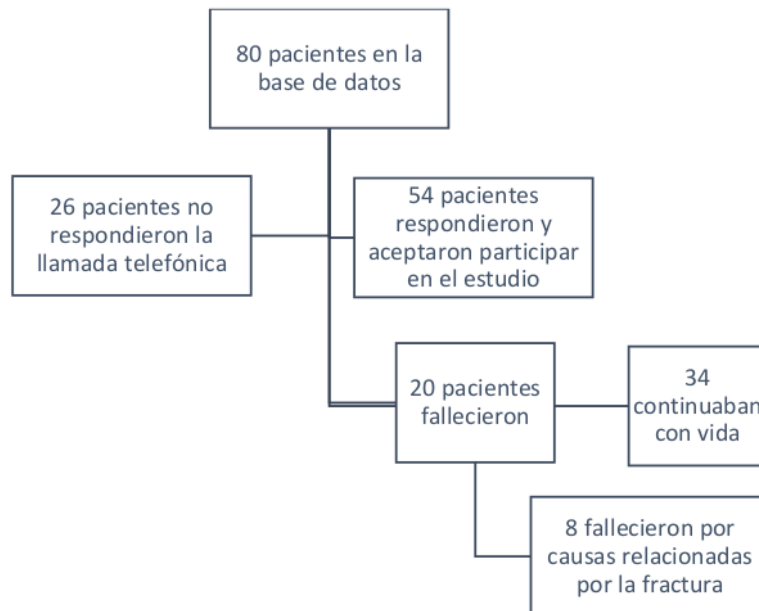 80 pacientes en la
base de datos
26 pacientes no
respondieron la
llamada telefónica
54 pacientes
respondieron y
aceptaron participar
en el estudio
20 pacientes
fallecieron
34
continuaban
con vida
8 fallecieron por
causas relacionadas
por la fractura